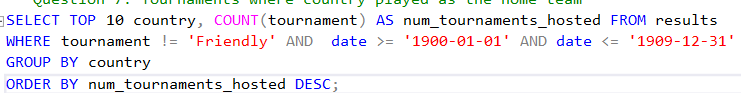 Question 7: Tournaments where country played as the home team
SELECT TOP 10 country, COUNT(tournament) AS num_tournaments_hosted FROM results
WHERE tournament != 'Friendly' AND  date >= '1900-01-01' AND date <= '1909-12-31'
GROUP BY country
ORDER BY num_tournaments_hosted DESC;